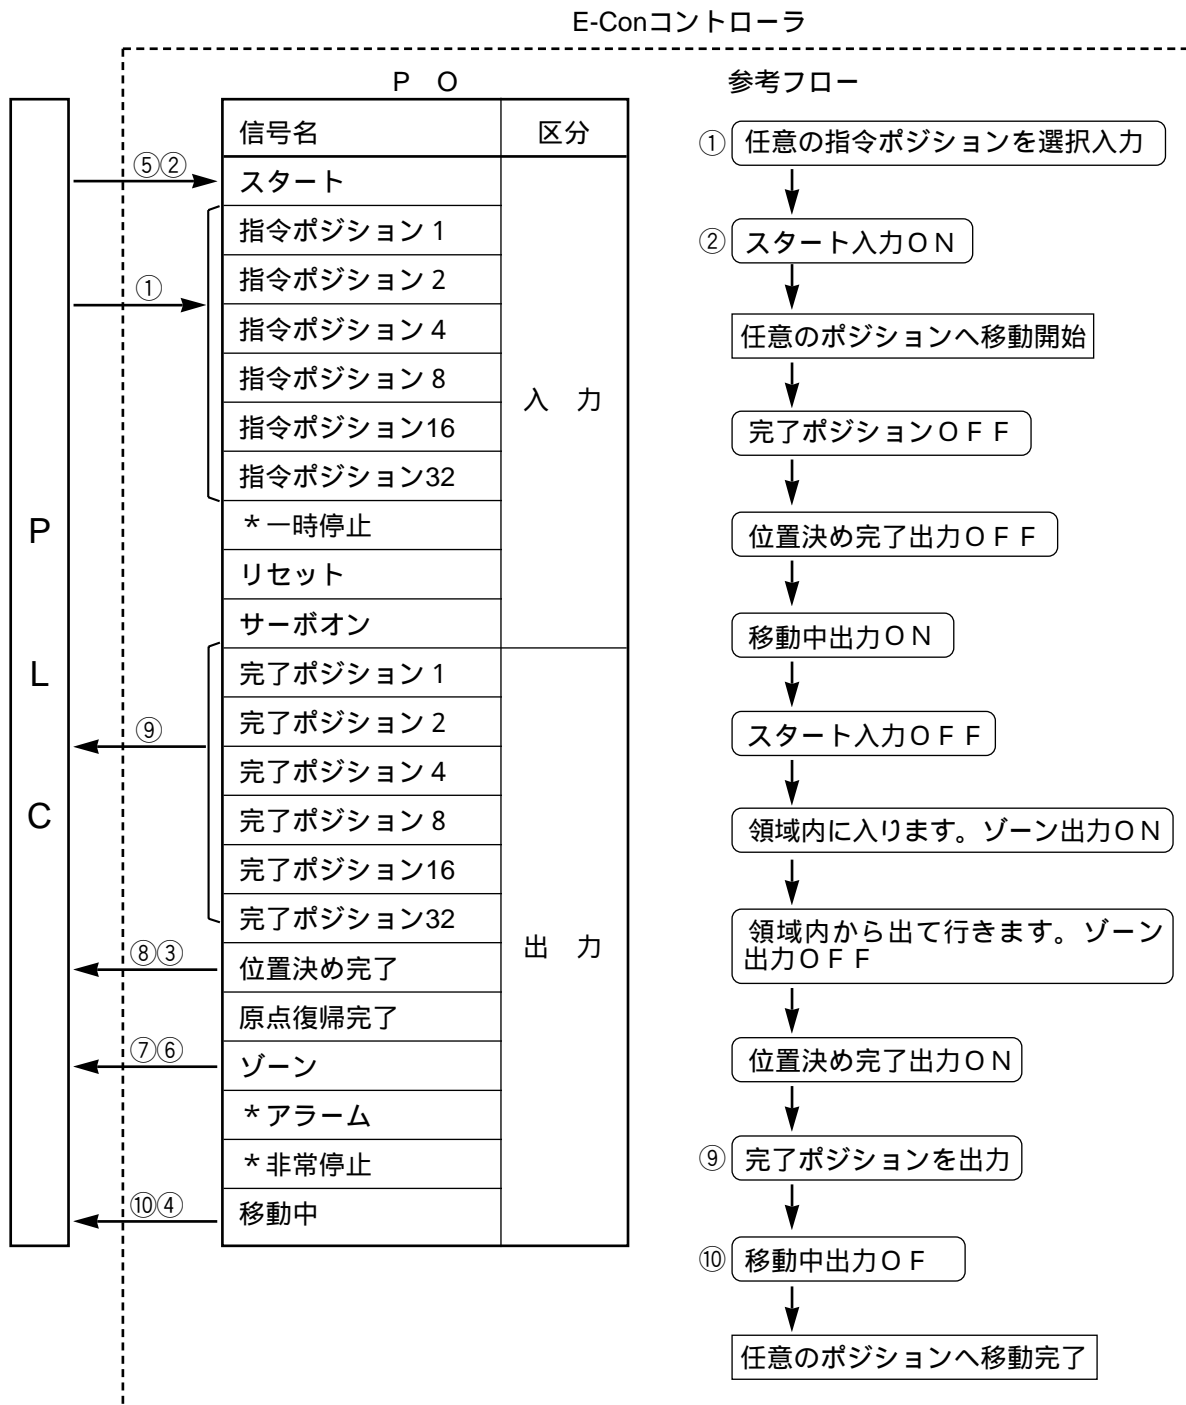 E-Conコントローラ
P O
参考フロー
信号名 区分
⑤② スタート
指令ポジション 1
指令ポジション 2
① 
指令ポジション 4
指令ポジション 8
入 力
指令ポジション16
指令ポジション32
*一時停止
リセット
サーボオン
完了ポジション 1
完了ポジション 2
⑨
完了ポジション 4
完了ポジション 8
完了ポジション16
完了ポジション32
出 力
⑧③ 位置決め完了
原点復帰完了
⑦⑥ ゾーン
*アラーム
*非常停止
⑩④ 移動中
P
L
C
① 任意の指令ポジションを選択入力
② スタート入力ON
任意のポジションへ移動開始
完了ポジションOFF
位置決め完了出力OFF
移動中出力ON
スタート入力OFF
領域内に入ります。ゾーン出力ON
領域内から出て行きます。ゾーン
出力OFF
位置決め完了出力ON
⑨ 完了ポジションを出力
⑩ 移動中出力OF
任意のポジションへ移動完了